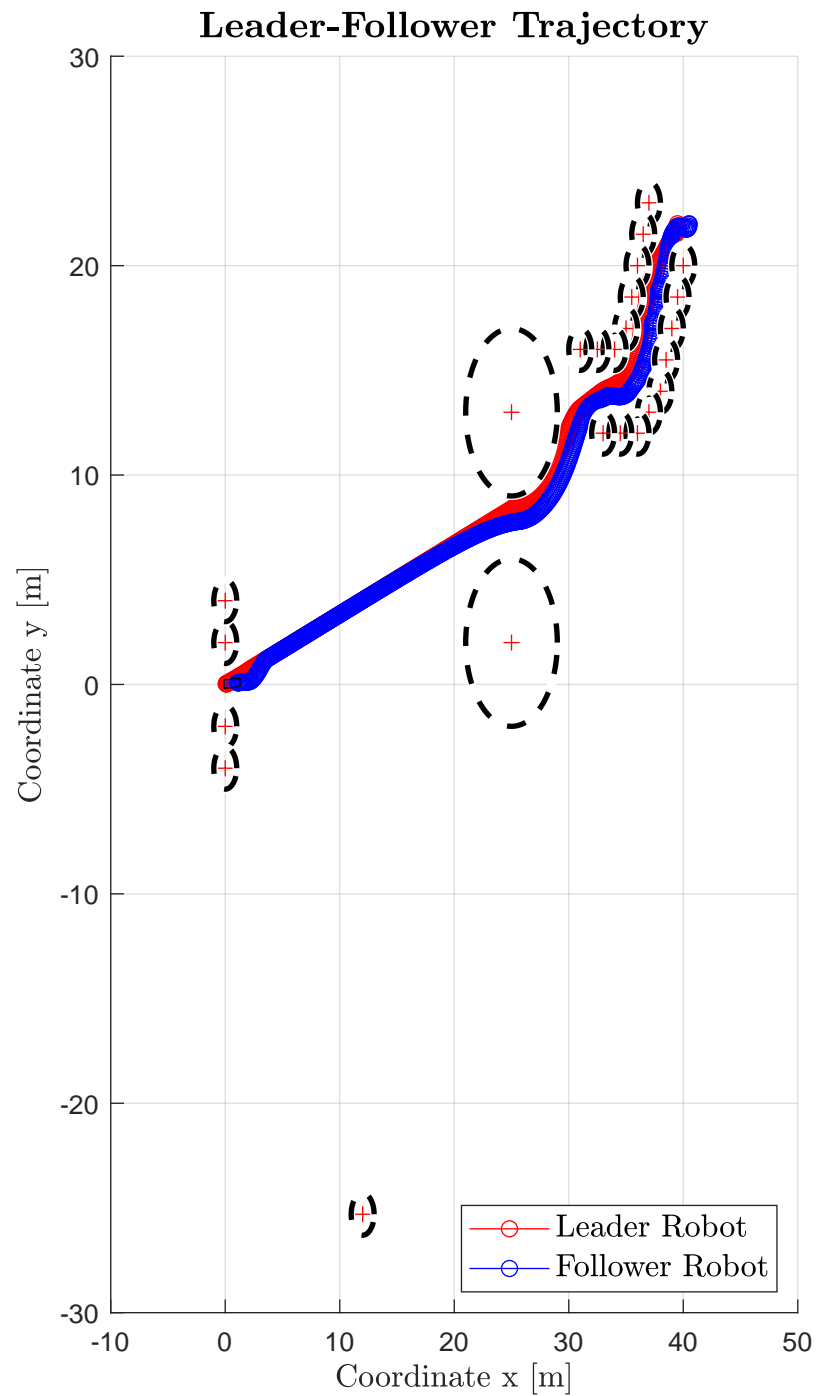 Leader-Follower Trajectory
30
20
10
0
-10
-20
-30
Coordinate y [m]
Leader Robot
Follower Robot
-10 0 10 20 30 40 50
Coordinate x [m]